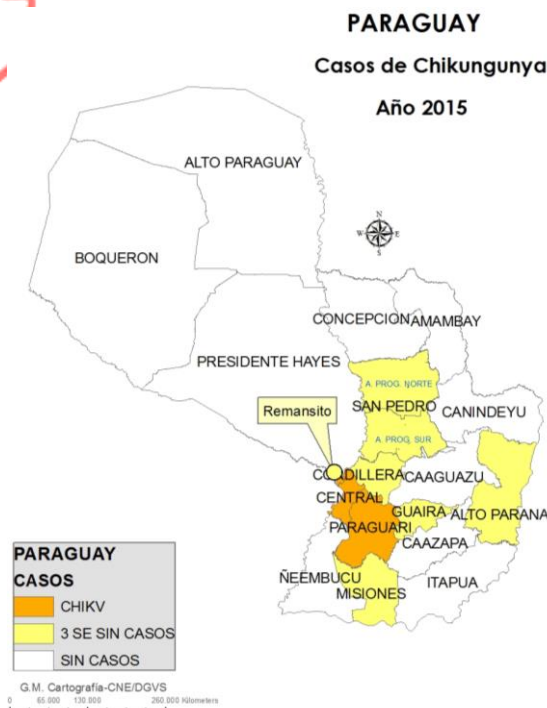 PARAGUAY
Casos de Chikungunya
Año 2015
N
W E
S
ALTO PARAGUAY
BOQUERON
CONCEPCION
AMAMBAY
PRESIDENTE HAYES
A. PROG. NORTE
SAN PEDRO
CANINDEYU
Remansito
A. PROG. SUR
CAAGUAZU
CENTRAL
GUAIRA
ALTO PARANA
PARAGUARI
CAAZAPA
ÑEEMBUCU
MISIONES
ITAPUA
PARAGUAY
CASOS
CHIKV
3 SE SIN CASOS
SIN CASOS
G.M. Cartografía-CNE/DGVS
0 65.000 130.000 260.000 Kilometers